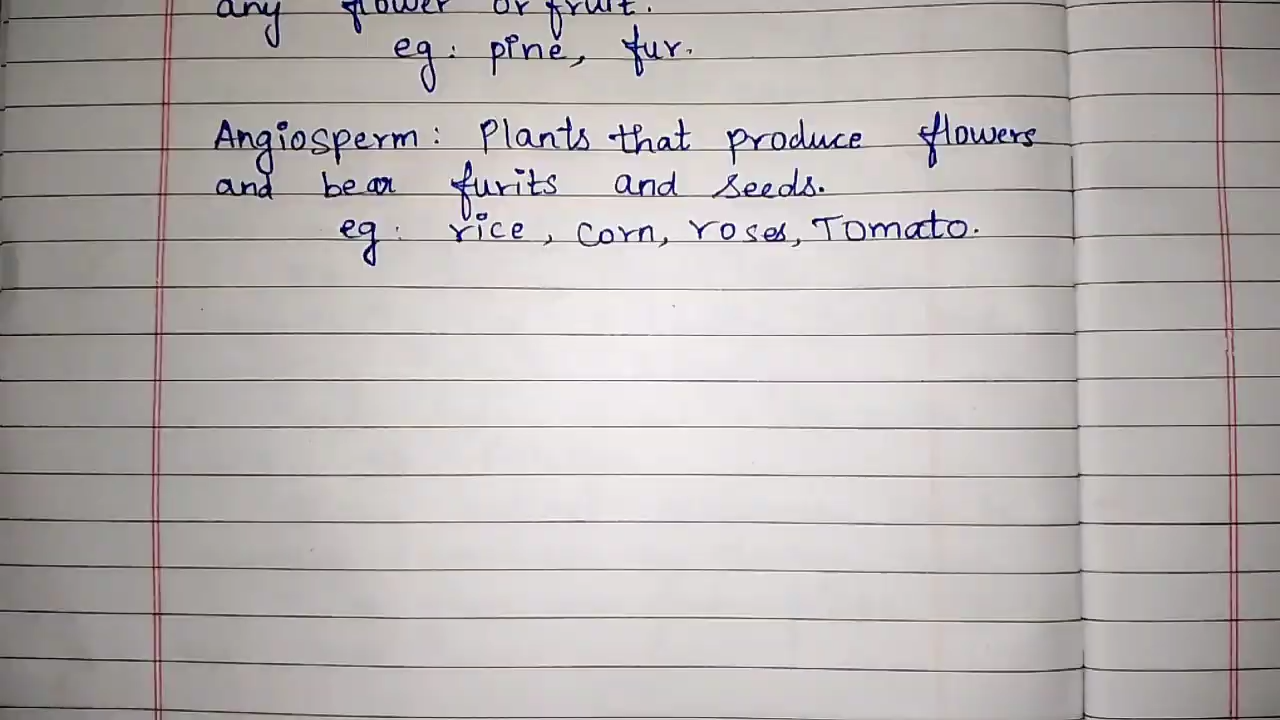 any flower or fruit.
eg: pine, fur.
Angiosperm: Plants that produce flowers
and bear furits and seeds.
eg: rice, corn, roses, Tomato.